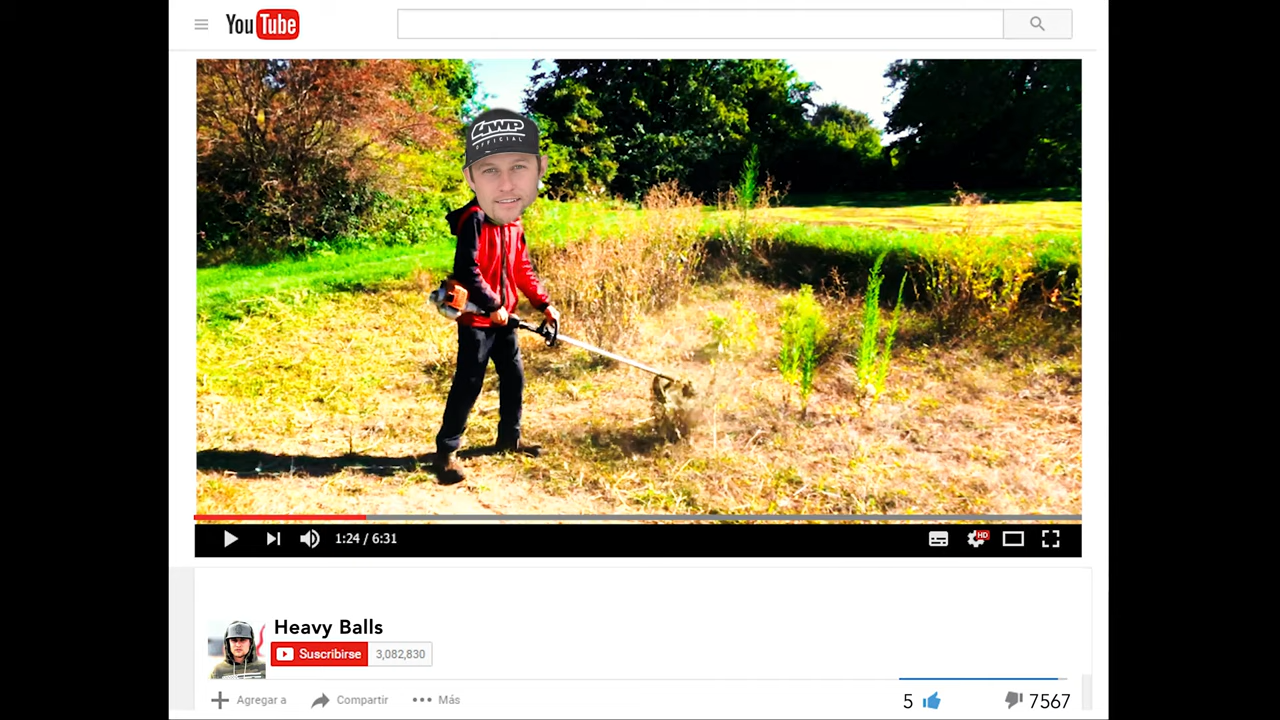 YouTube
4WP
OFFICIAL
1:24 / 6:31
HD
Heavy Balls
Suscribirse 3,082,830
Agregar a Compartir Más
5 7567